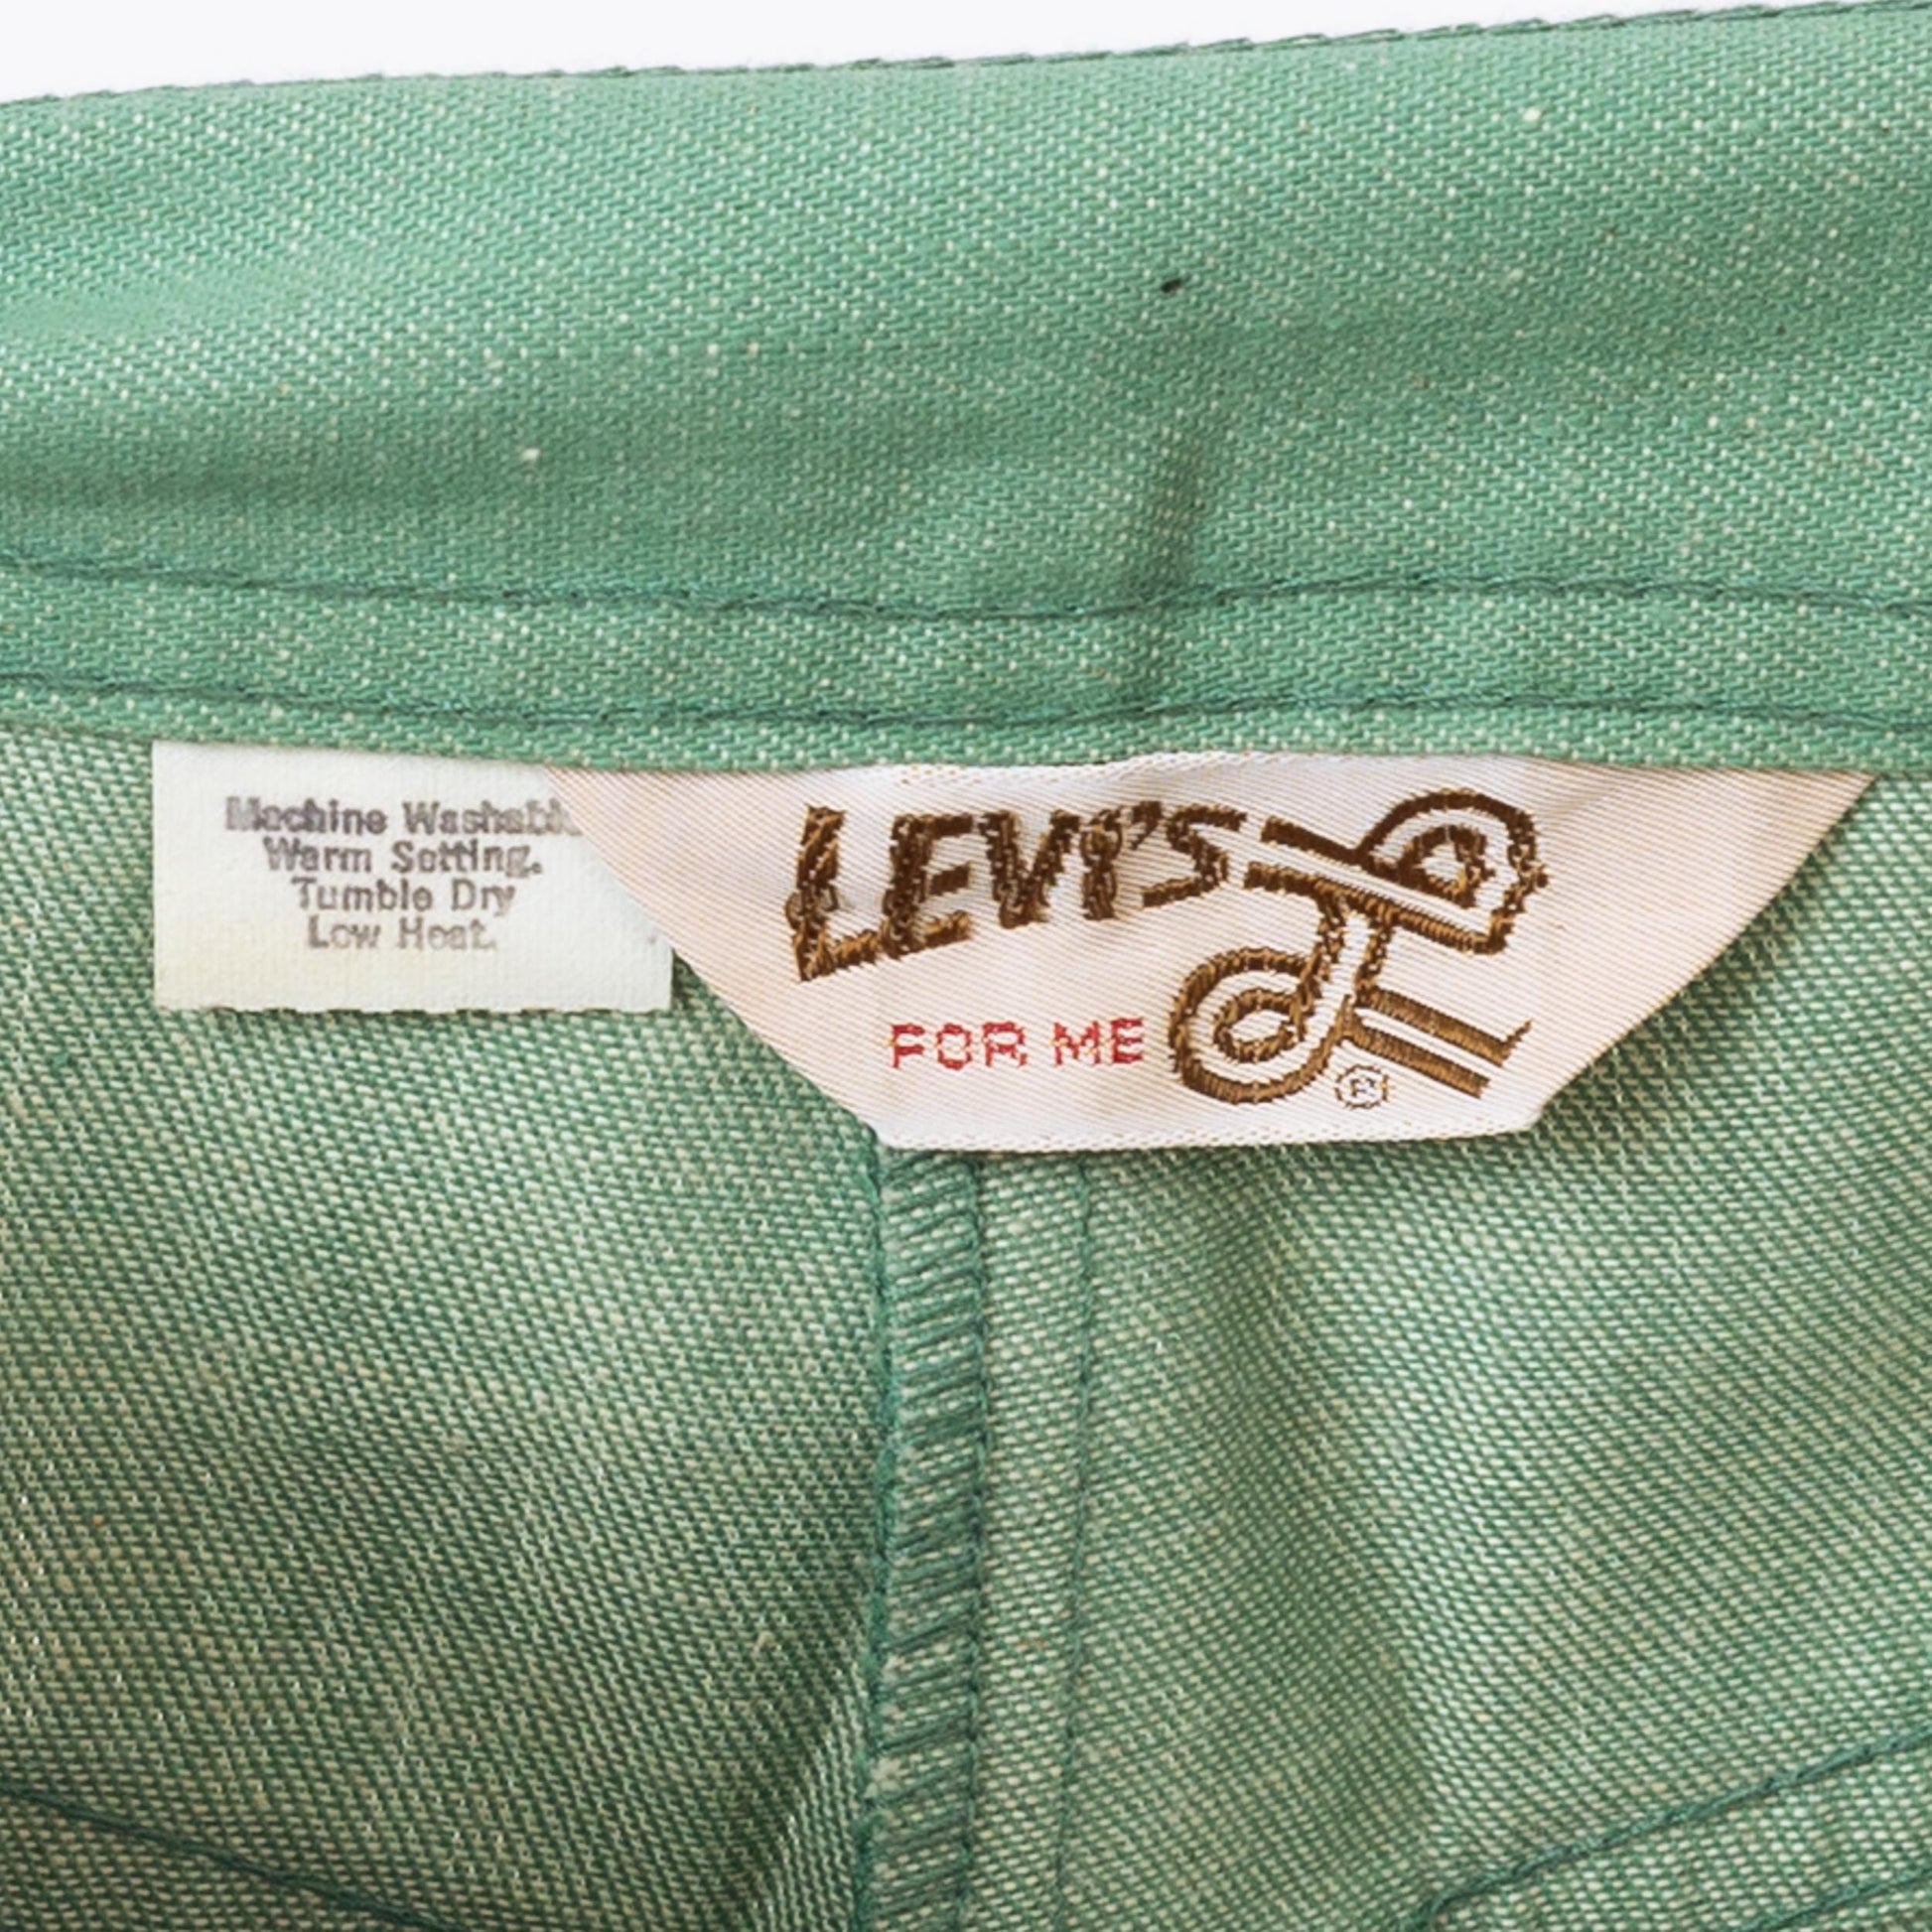 Machine Washable
Warm Setting.
Tumble Dry
Low Heat.
LEVI'S
FOR ME
®